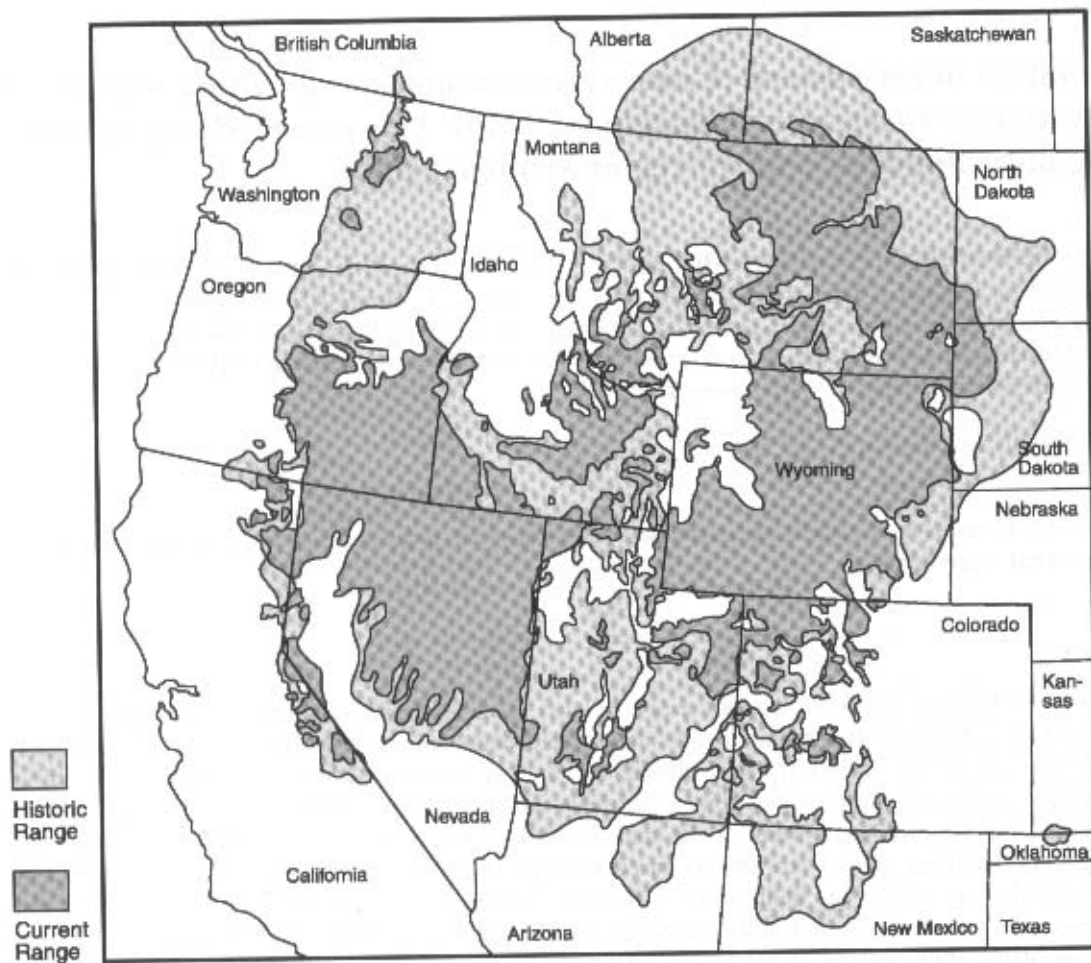 British Columbia
Alberta
Saskatchewan
Washington
Montana
North
Dakota
Oregon
Idaho
Wyoming
South
Dakota
Nebraska
Colorado
Utah
Kan-
sas
Historic
Range
Nevada
Oklahoma
California
Current
Range
Arizona
New Mexico
Texas